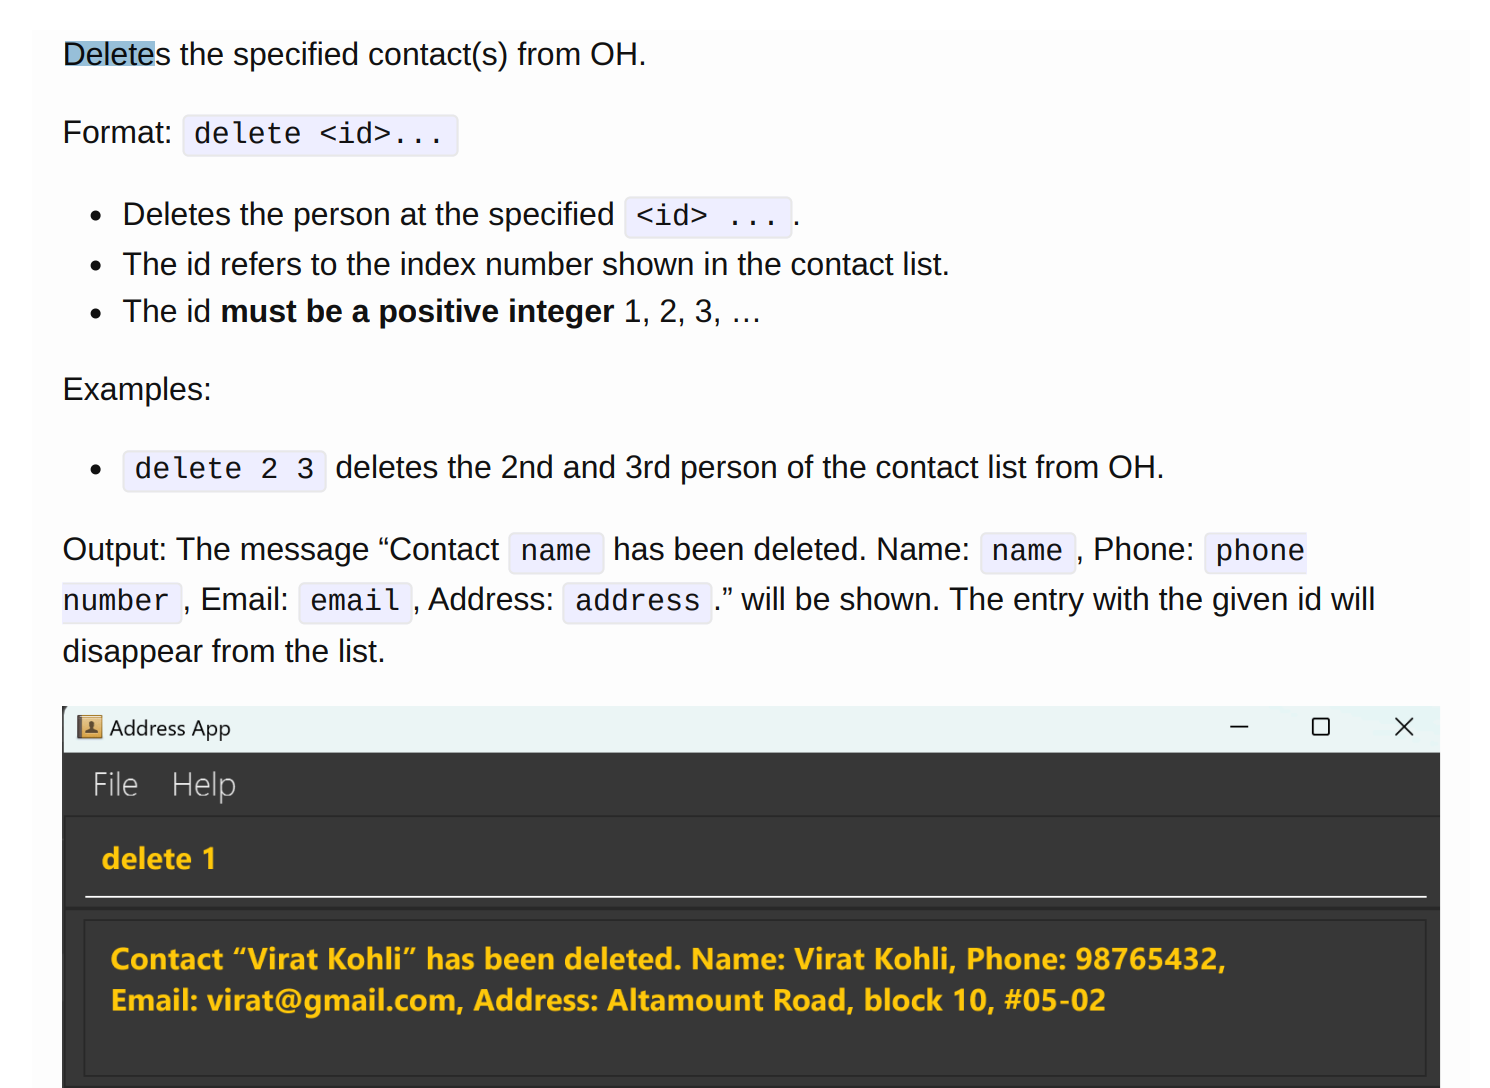 Deletes the specified contact(s) from OH.
Format: delete <id>...
• Deletes the person at the specified <id> ... .
• The id refers to the index number shown in the contact list.
• The id must be a positive integer 1, 2, 3, …
Examples:
• delete 2 3 deletes the 2nd and 3rd person of the contact list from OH.
Output: The message “Contact name has been deleted. Name: name, Phone: phone
number, Email: email, Address: address.” will be shown. The entry with the given id will
disappear from the list.
Address App
File Help
delete 1
Contact “Virat Kohli” has been deleted. Name: Virat Kohli, Phone: 98765432,
Email: virat@gmail.com, Address: Altamount Road, block 10, #05-02